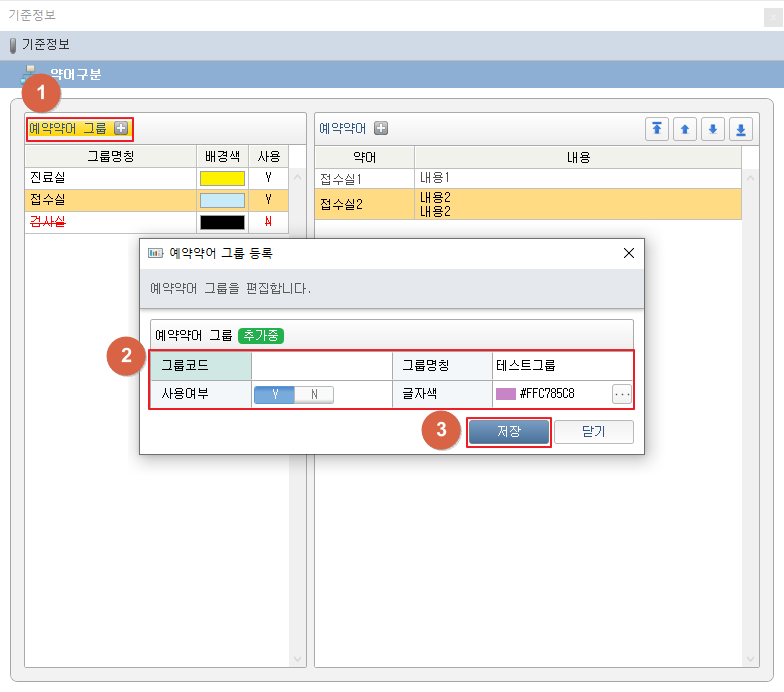 기준정보
x
기준정보
약어구분
1
예약약어 그룹
예약약어
그룹명칭 배경색 사용
약어 내용
진료실 Y
접수실 Y
검사실 N
접수실1 내용1
접수실2 내용2
내용2
예약약어 그룹 등록
예약약어 그룹을 편집합니다.
예약약어 그룹 추가중
2
그룹코드 그룹명칭 테스트그룹
사용여부 Y N 글자색 #FFC785C8 ...
3
저장 닫기